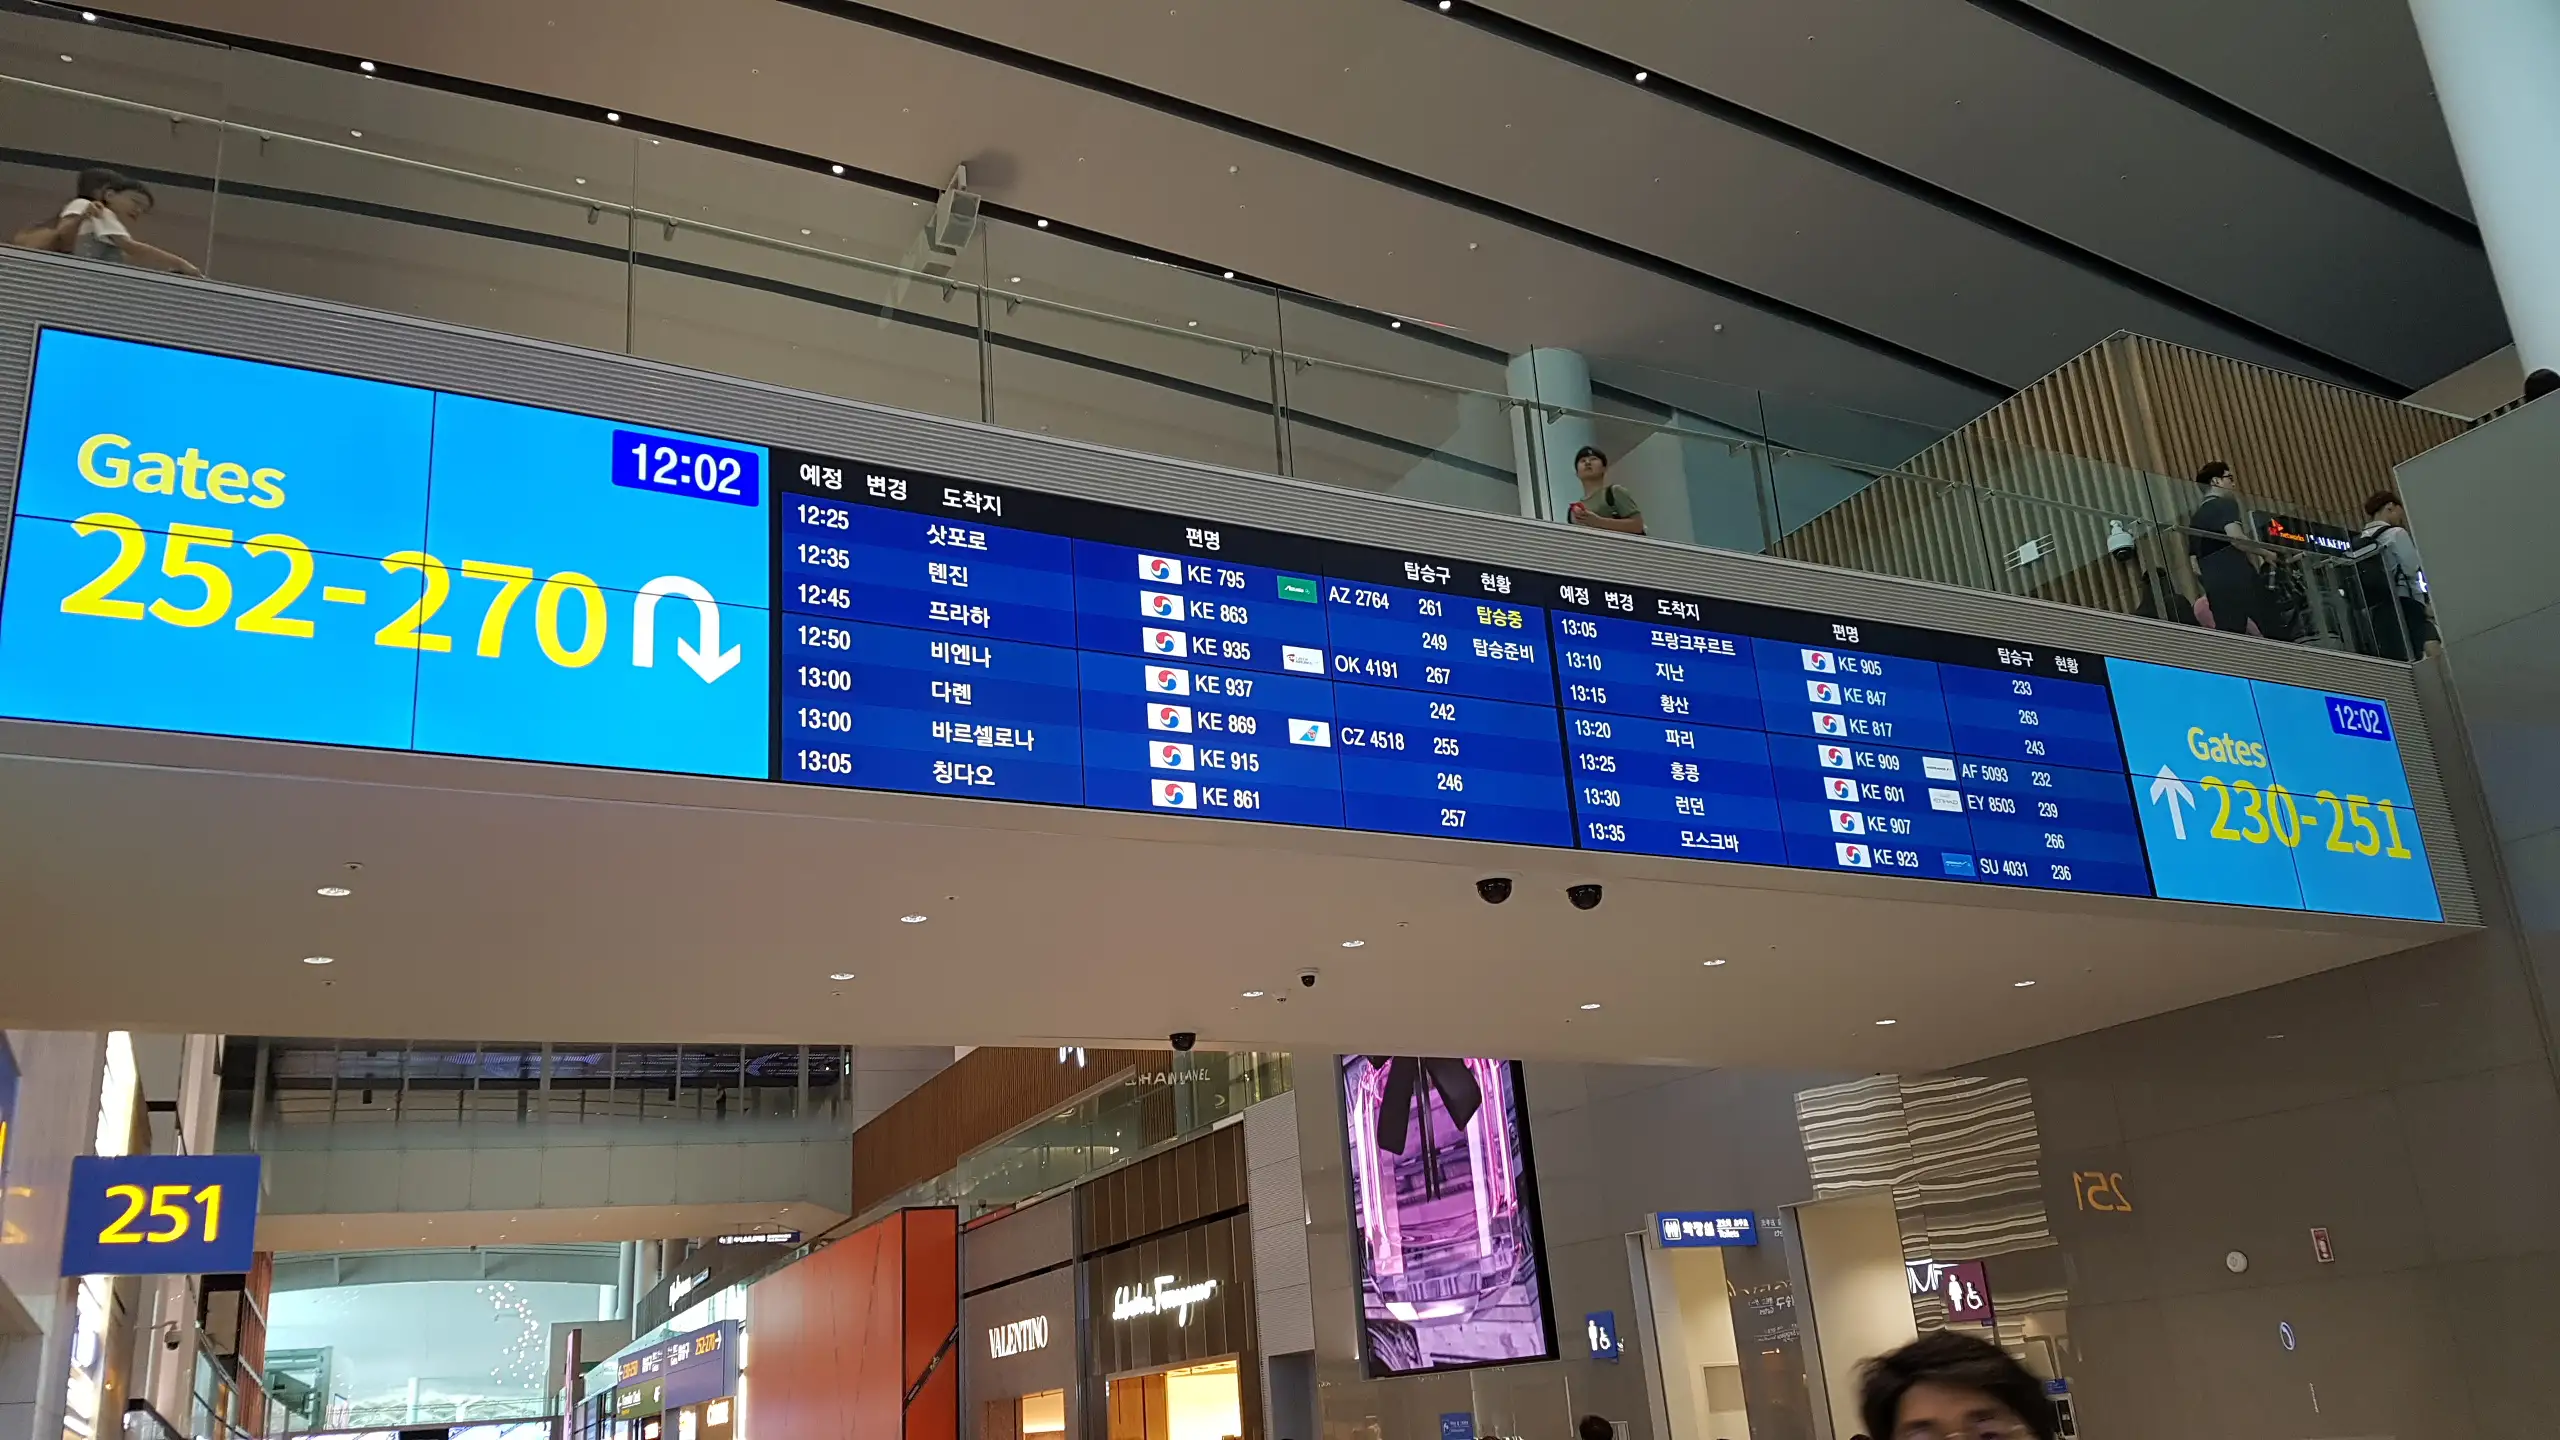 Gates
252-270
12:02
예정 변경 도착지 편명 탑승구 현황
12:25 삿포로 KE 795 AZ 2764 261 탑승중
12:35 톈진 KE 863 249 탑승준비
12:45 프라하 KE 935 OK 4191 267
12:50 비엔나 KE 937 242
13:00 다롄 KE 869 CZ 4518 255
13:00 바르셀로나 KE 915 246
13:05 칭다오 KE 861 257
예정 변경 도착지 편명 탑승구 현황
13:05 프랑크푸르트 KE 905 233
13:10 지난 KE 847 263
13:15 황산 KE 817 243
13:20 파리 KE 909 AF 5093 232
13:25 홍콩 KE 601 EY 8503 239
13:30 런던 KE 907 266
13:35 모스크바 KE 923 SU 4031 236
12:02
Gates
230-251
251
VALENTINO
Salvatore Ferragamo
화장실
Toilets
251
252-270